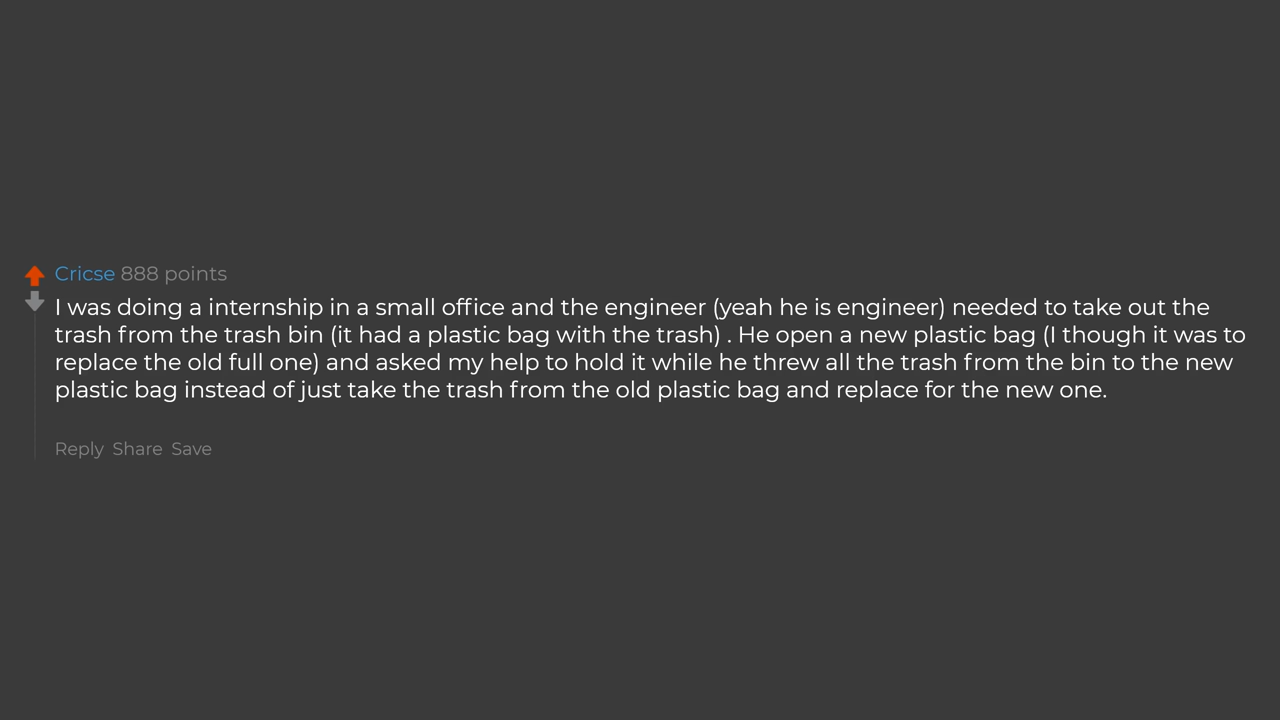 Cricse 888 points
I was doing a internship in a small office and the engineer (yeah he is engineer) needed to take out the
trash from the trash bin (it had a plastic bag with the trash) . He open a new plastic bag (I though it was to
replace the old full one) and asked my help to hold it while he threw all the trash from the bin to the new
plastic bag instead of just take the trash from the old plastic bag and replace for the new one.
Reply Share Save